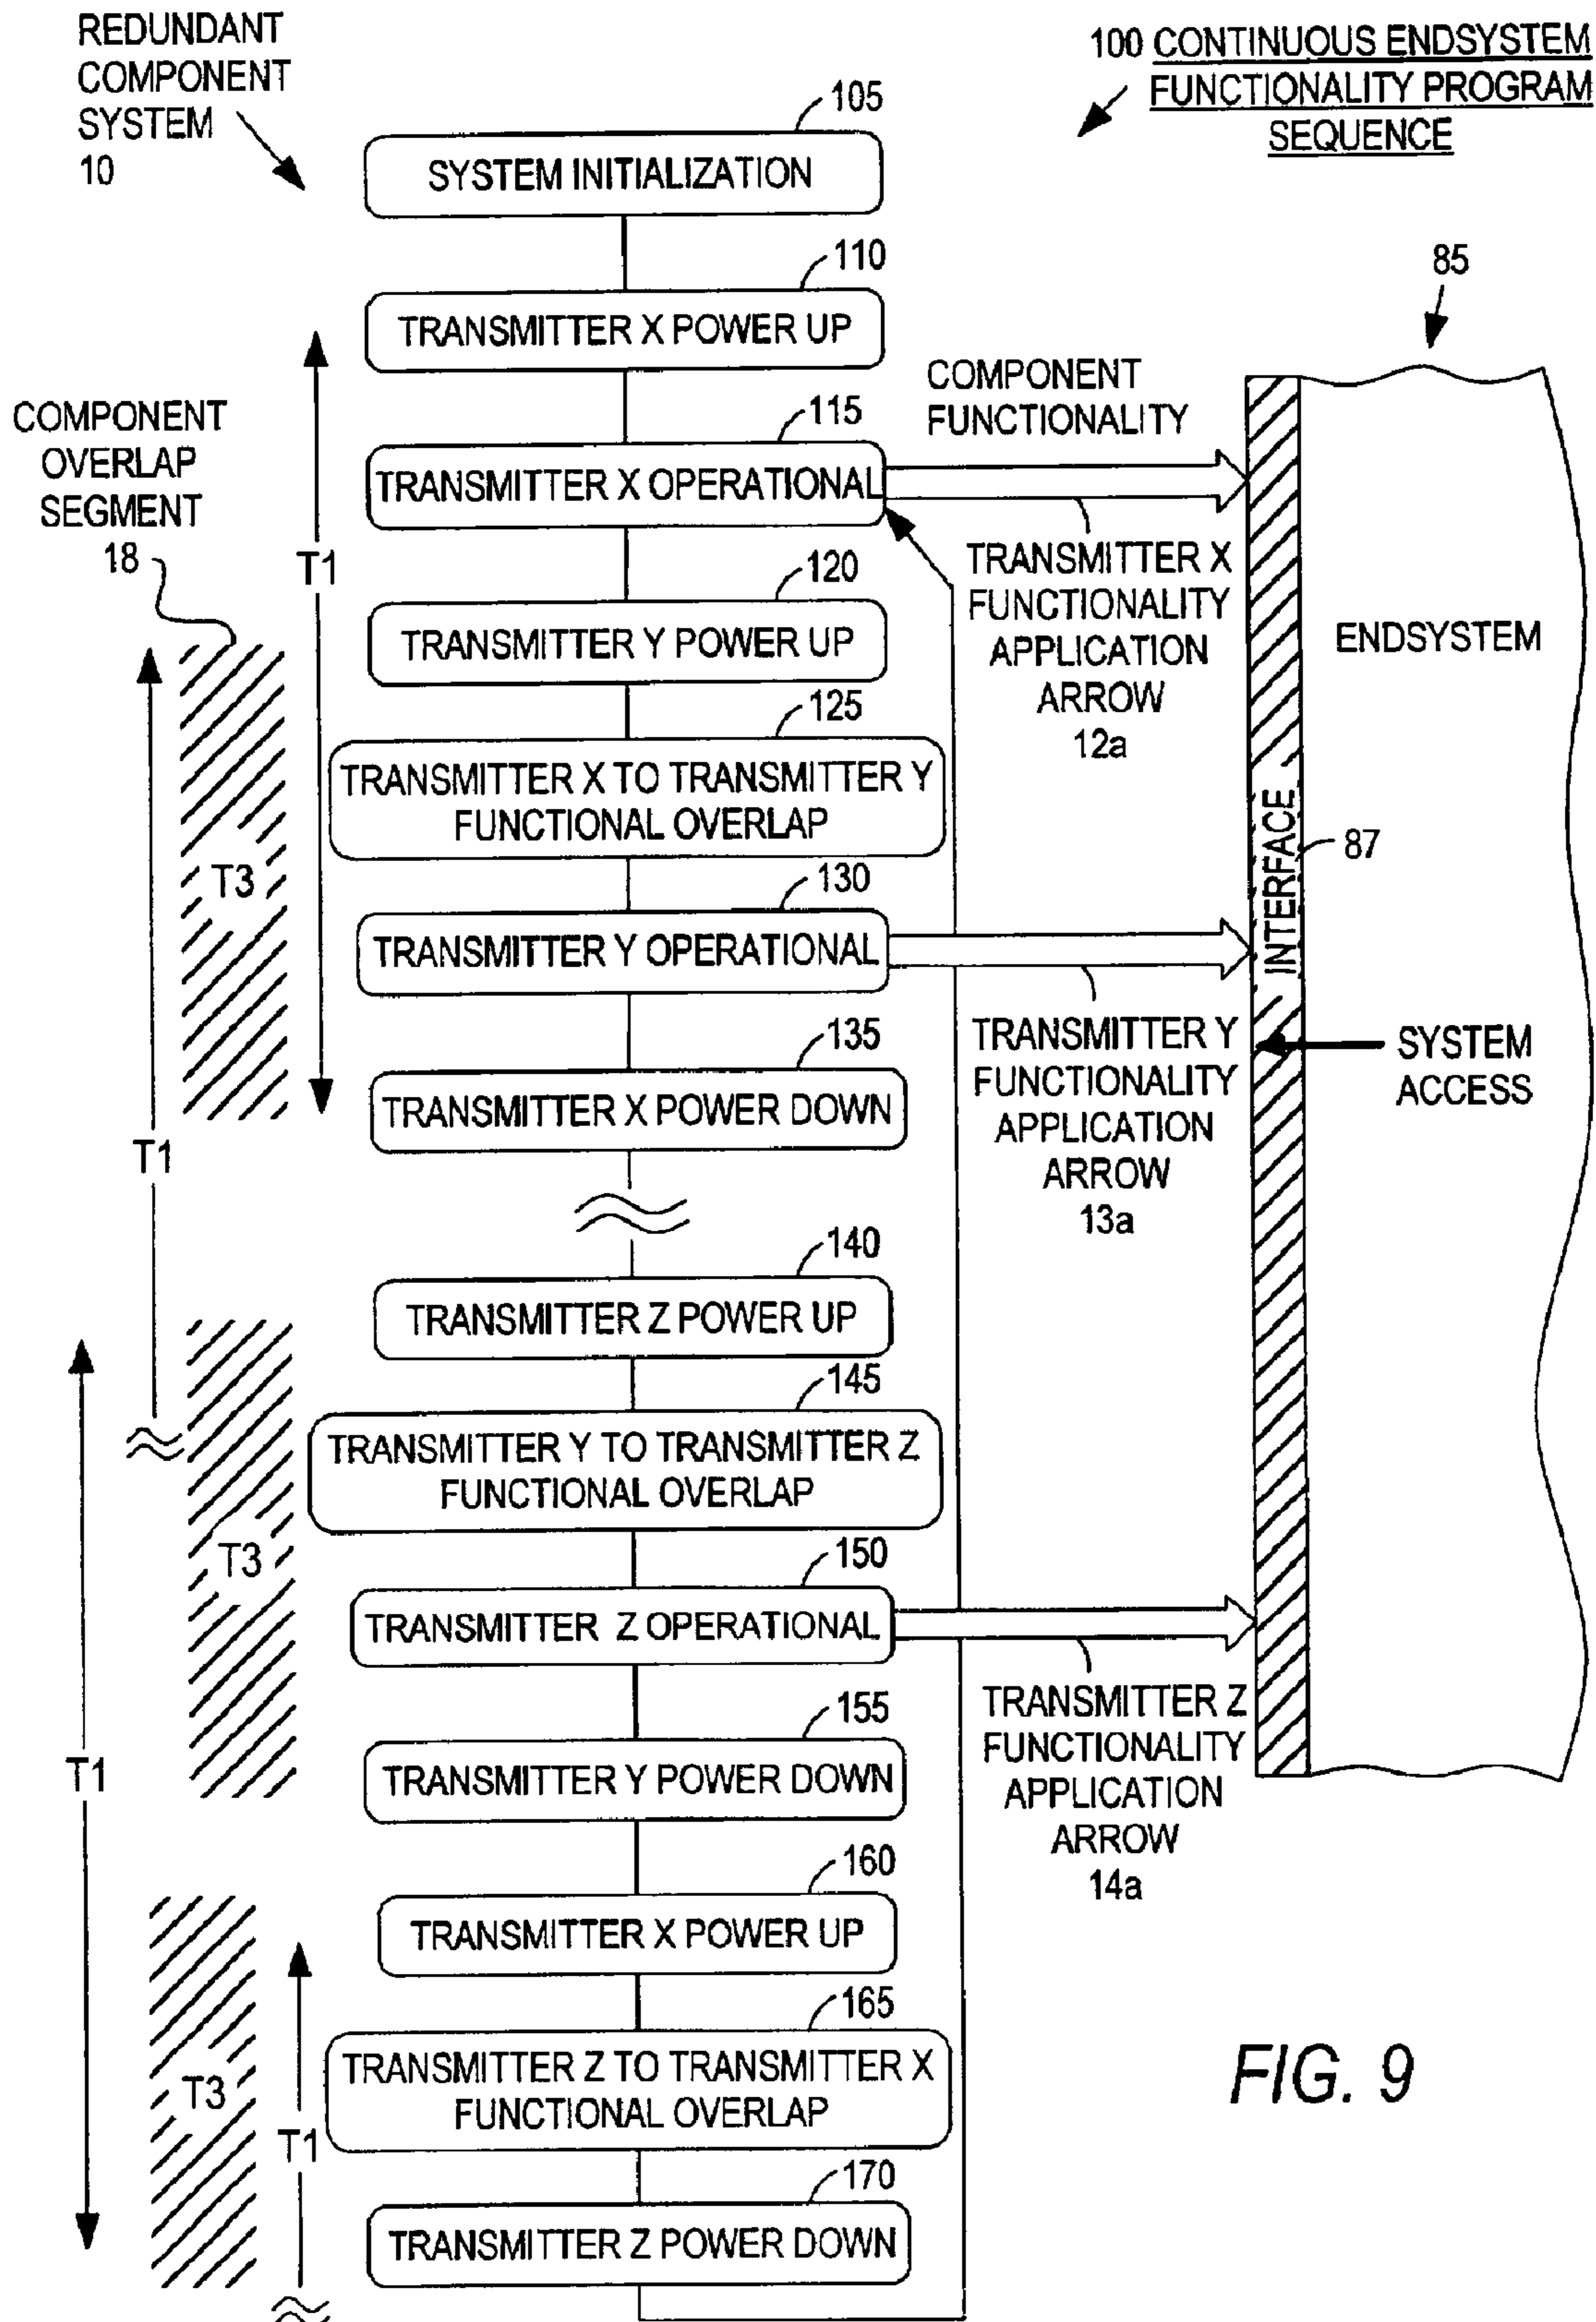 REDUNDANT
COMPONENT
SYSTEM
10
100 CONTINUOUS ENDSYSTEM
FUNCTIONALITY PROGRAM
SEQUENCE
105
SYSTEM INITIALIZATION
110
TRANSMITTER X POWER UP
85
COMPONENT
OVERLAP
SEGMENT
18
T1
115
TRANSMITTER X OPERATIONAL
COMPONENT
FUNCTIONALITY
TRANSMITTER X
FUNCTIONALITY
APPLICATION
ARROW
12a
ENDSYSTEM
120
TRANSMITTER Y POWER UP
125
TRANSMITTER X TO TRANSMITTER Y
FUNCTIONAL OVERLAP
T3
INTERFACE
87
130
TRANSMITTER Y OPERATIONAL
TRANSMITTER Y
FUNCTIONALITY
APPLICATION
ARROW
13a
SYSTEM
ACCESS
135
TRANSMITTER X POWER DOWN
T1
140
TRANSMITTER Z POWER UP
145
TRANSMITTER Y TO TRANSMITTER Z
FUNCTIONAL OVERLAP
T3
150
TRANSMITTER Z OPERATIONAL
TRANSMITTER Z
FUNCTIONALITY
APPLICATION
ARROW
14a
155
TRANSMITTER Y POWER DOWN
T1
160
TRANSMITTER X POWER UP
165
TRANSMITTER Z TO TRANSMITTER X
FUNCTIONAL OVERLAP
T3
T1
170
TRANSMITTER Z POWER DOWN
FIG. 9